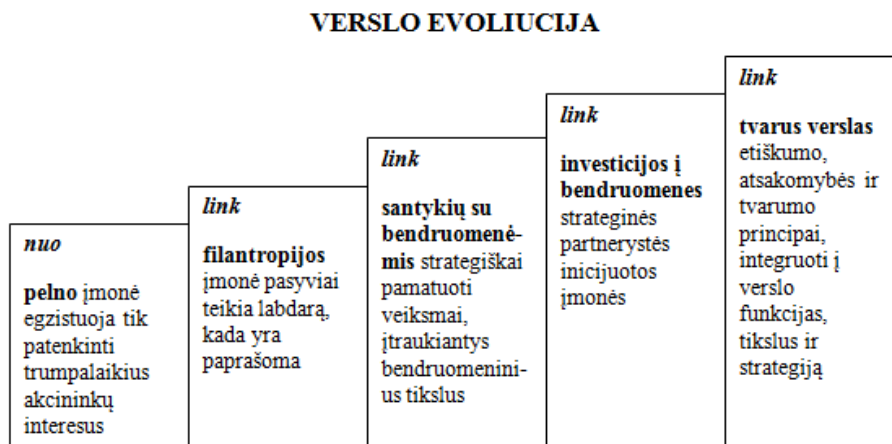 VERSLO EVOLIUCIJA
nuo
pelno įmonė
egzistuoja tik
patenkinti
trumpalaikius
akcininkų
interesus
link
filantropijos
įmonė pasyviai
teikia labdarą,
kada yra
paprašoma
link
santykių su
bendruomenė-
mis strategiškai
pamatuoti
veiksmai,
įtraukiantys
bendruomenini-
us tikslus
link
investicijos į
bendruomenes
strateginės
partnerystės
inicijuotos
įmonės
link
tvarus verslas
etiškumo,
atsakomybės ir
tvarumo
principai,
integruoti į
verslo
funkcijas,
tikslus ir
strategiją